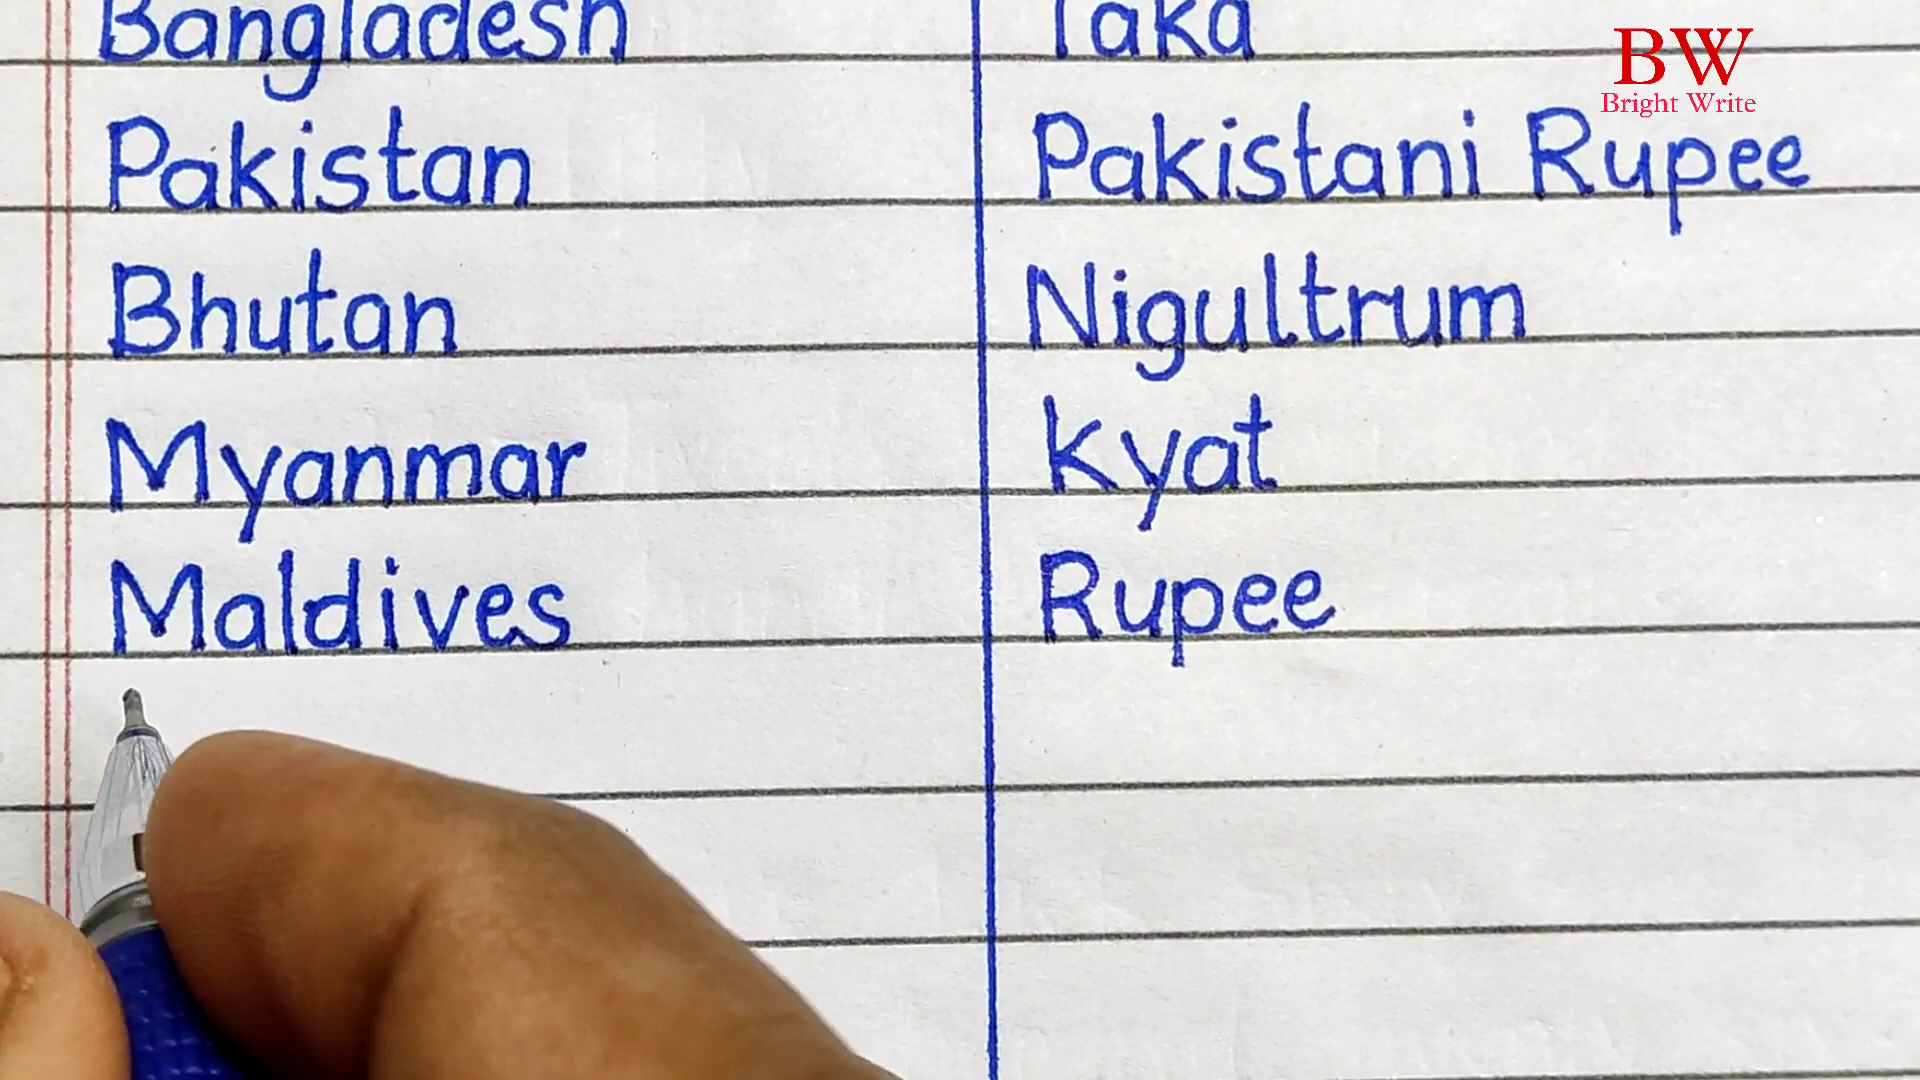 Bangladesh Taka
BW
Bright Write
Pakistan Pakistani Rupee
Bhutan Nigultrum
Myanmar Kyat
Maldives Rupee